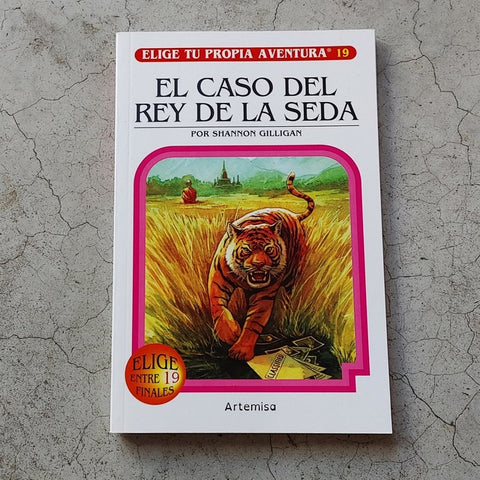 ELIGE TU PROPIA AVENTURA® 19
EL CASO DEL
REY DE LA SEDA
POR SHANNON GILLIGAN
ELIGE
ENTRE 19
FINALES
Artemisa